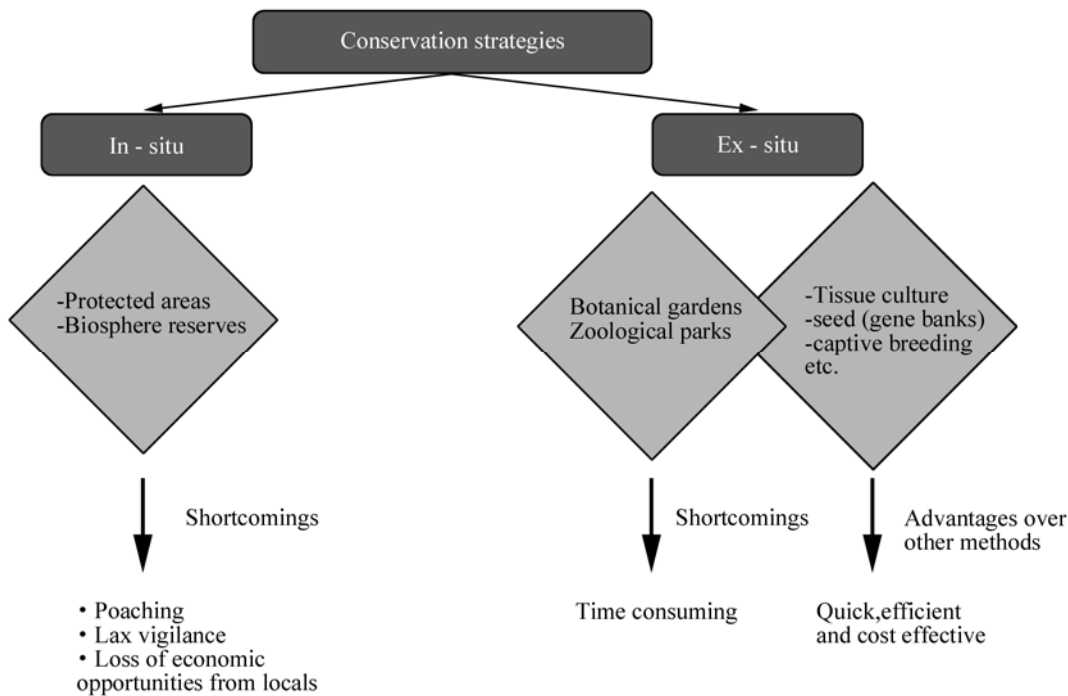 Conservation strategies
In - situ
Ex - situ
-Protected areas
-Biosphere reserves
Botanical gardens
Zoological parks
-Tissue culture
-seed (gene banks)
-captive breeding
etc.
Shortcomings
Shortcomings
Advantages over
other methods
• Poaching
• Lax vigilance
• Loss of economic
opportunities from locals
Time consuming
Quick,efficient
and cost effective